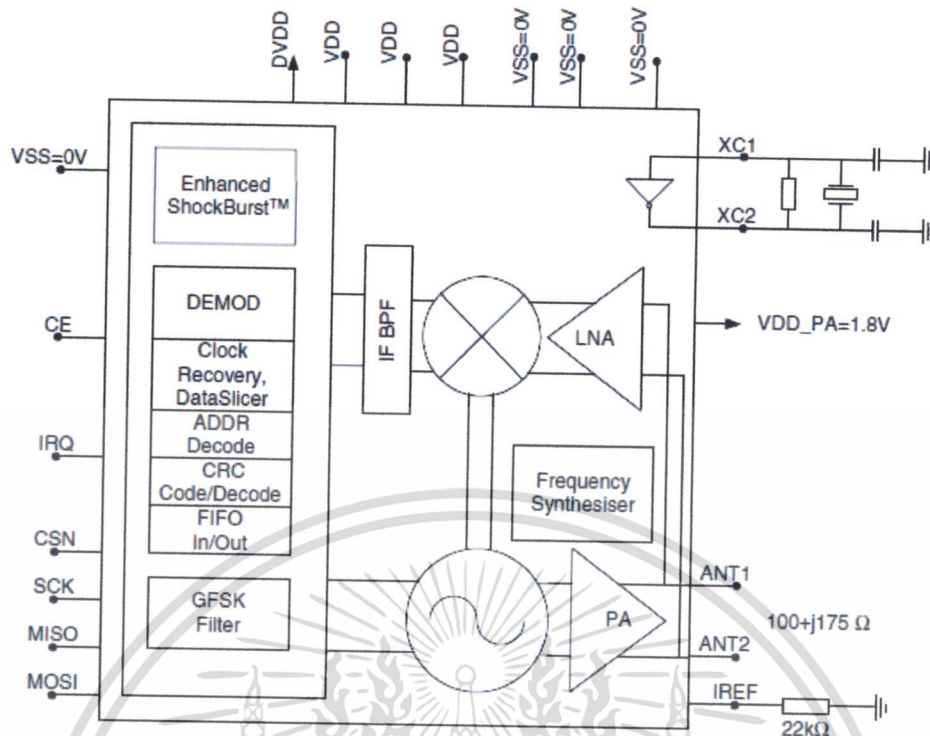 DVDD
VDD
VDD
VDD
VSS=0V
VSS=0V
VSS=0V
VSS=0V
Enhanced
ShockBurst™
XC1
XC2
DEMOD
IF BPF
LNA
VDD_PA=1.8V
CE
Clock
Recovery,
DataSlicer
ADDR
Decode
IRQ
CRC
Code/Decode
Frequency
Synthesiser
FIFO
In/Out
CSN
SCK
GFSK
Filter
PA
ANT1
100+j175 Ω
MISO
ANT2
MOSI
IREF
22kΩ